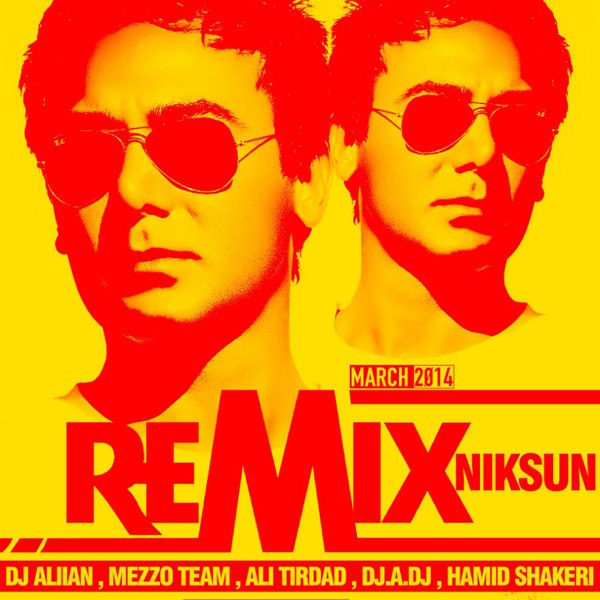 MARCH 2014
REMIX
NIKSUN
DJ ALIIAN , MEZZO TEAM , ALI TIRDAD , DJ.A.DJ , HAMID SHAKERI